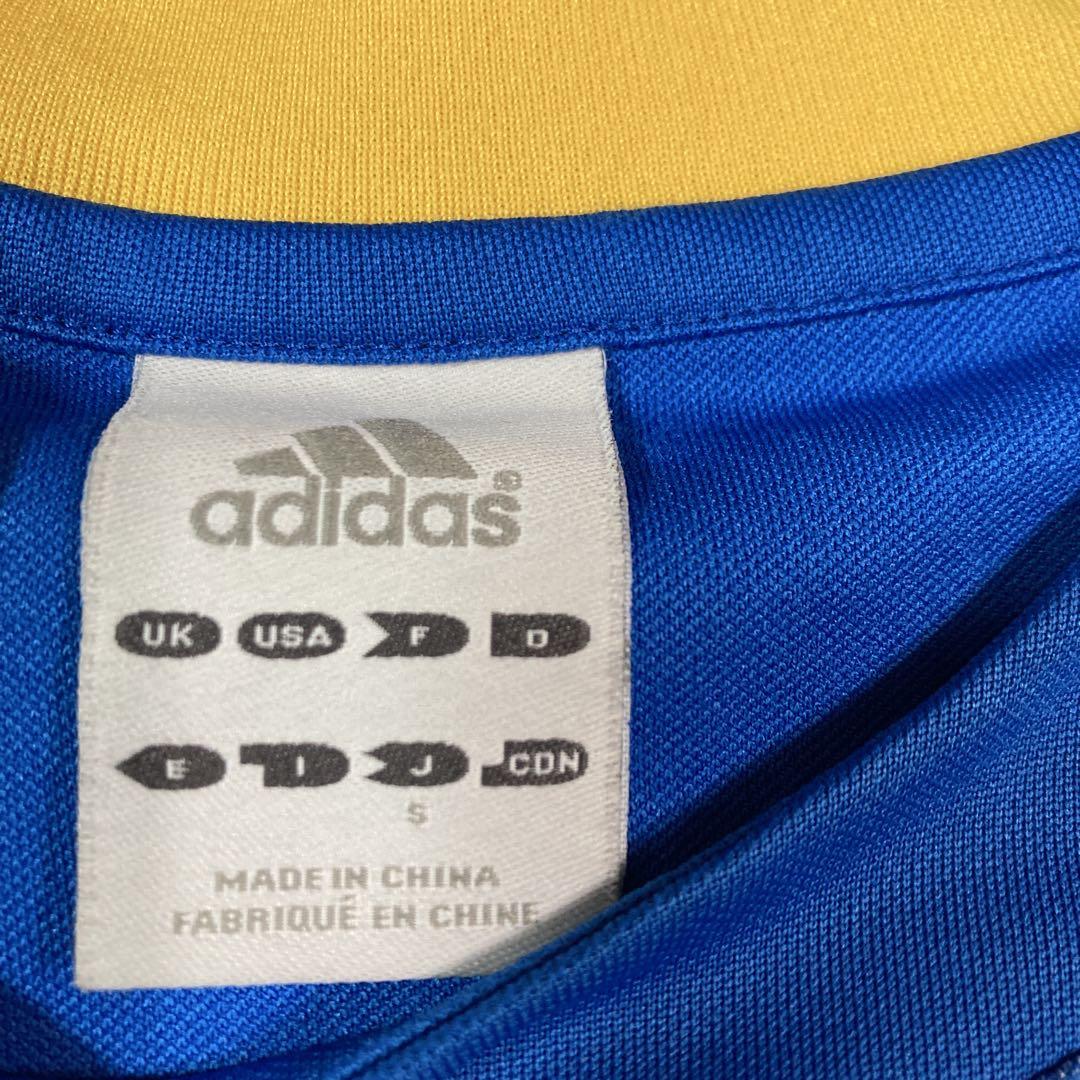 adidas®
UK USA F D
E I J CDN
S
MADE IN CHINA
FABRIQUÉ EN CHINE